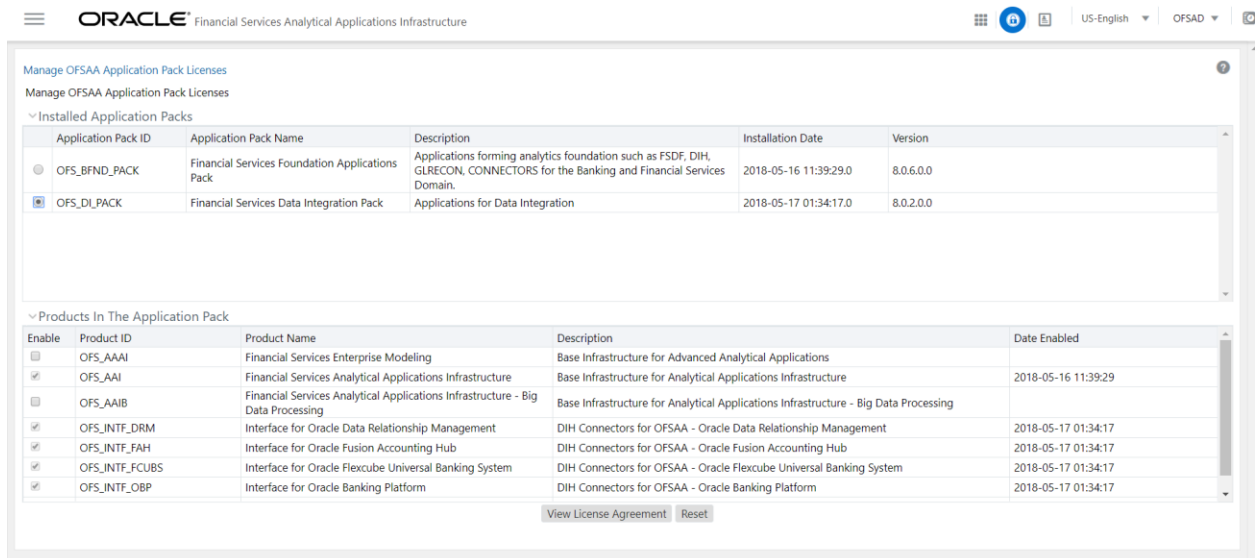 ORACLE® Financial Services Analytical Applications Infrastructure
US-English
OFSAD
Manage OFSAA Application Pack Licenses
Manage OFSAA Application Pack Licenses
Installed Application Packs
Application Pack ID Application Pack Name Description Installation Date Version
OFS_BFND_PACK Financial Services Foundation Applications Pack Applications forming analytics foundation such as FSDF, DIH, GLRECON, CONNECTORS for the Banking and Financial Services Domain. 2018-05-16 11:39:29.0 8.0.6.0.0
OFS_DI_PACK Financial Services Data Integration Pack Applications for Data Integration 2018-05-17 01:34:17.0 8.0.2.0.0
Products In The Application Pack
Enable Product ID Product Name Description Date Enabled
OFS_AAAI Financial Services Enterprise Modeling Base Infrastructure for Advanced Analytical Applications
OFS_AAI Financial Services Analytical Applications Infrastructure Base Infrastructure for Analytical Applications Infrastructure 2018-05-16 11:39:29
OFS_AAIB Financial Services Analytical Applications Infrastructure - Big Data Processing Base Infrastructure for Analytical Applications Infrastructure - Big Data Processing
OFS_INTF_DRM Interface for Oracle Data Relationship Management DIH Connectors for OFSAA - Oracle Data Relationship Management 2018-05-17 01:34:17
OFS_INTF_FAH Interface for Oracle Fusion Accounting Hub DIH Connectors for OFSAA - Oracle Fusion Accounting Hub 2018-05-17 01:34:17
OFS_INTF_FCUBS Interface for Oracle Flexcube Universal Banking System DIH Connectors for OFSAA - Oracle Flexcube Universal Banking System 2018-05-17 01:34:17
OFS_INTF_OBP Interface for Oracle Banking Platform DIH Connectors for OFSAA - Oracle Banking Platform 2018-05-17 01:34:17
View License Agreement Reset